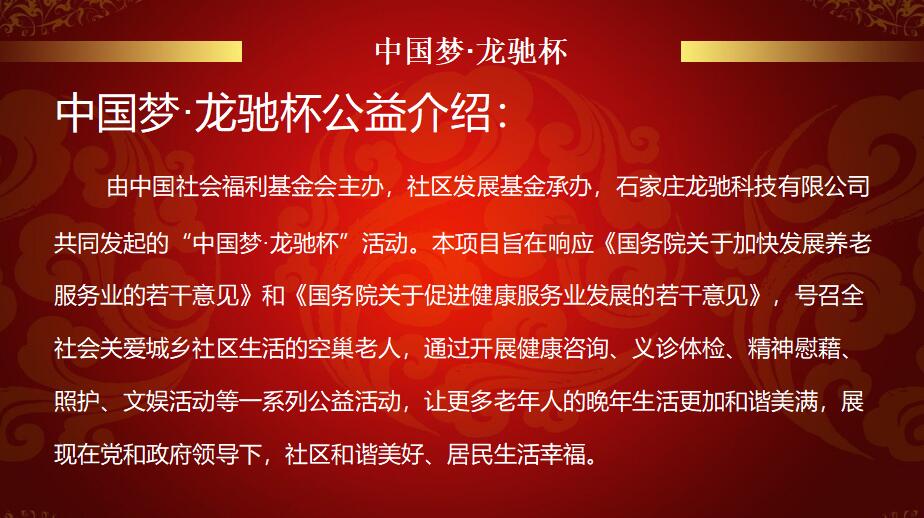 中国梦·龙驰杯
中国梦·龙驰杯公益介绍：
由中国社会福利基金会主办，社区发展基金承办，石家庄龙驰科技有限公司
共同发起的“中国梦·龙驰杯”活动。本项目旨在响应《国务院关于加快发展养老
服务业的若干意见》和《国务院关于促进健康服务业发展的若干意见》，号召全
社会关爱城乡社区生活的空巢老人，通过开展健康咨询、义诊体检、精神慰藉、
照护、文娱活动等一系列公益活动，让更多老年人的晚年生活更加和谐美满，展
现在党和政府领导下，社区和谐美好、居民生活幸福。